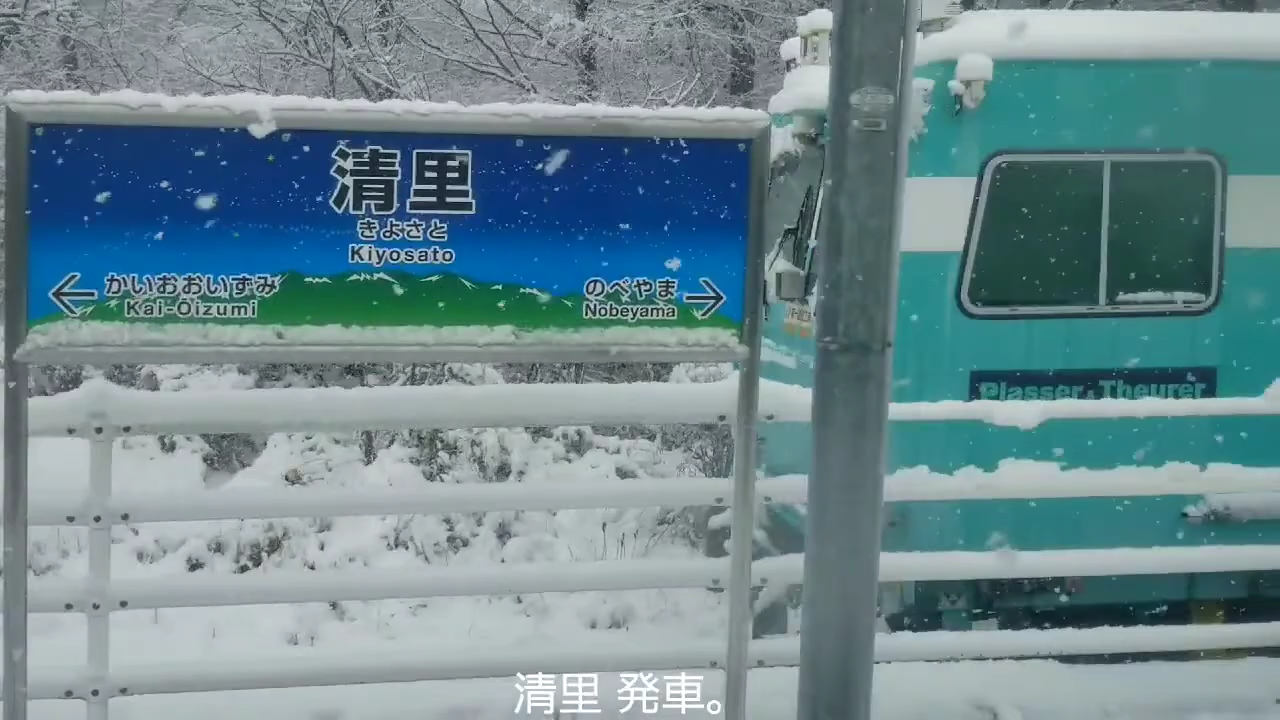 清里
きよさと
Kiyosato
かいおおいずみ
Kai-Ōizumi
のべやま
Nobeyama
Plasser & Theurer
清里 発車。